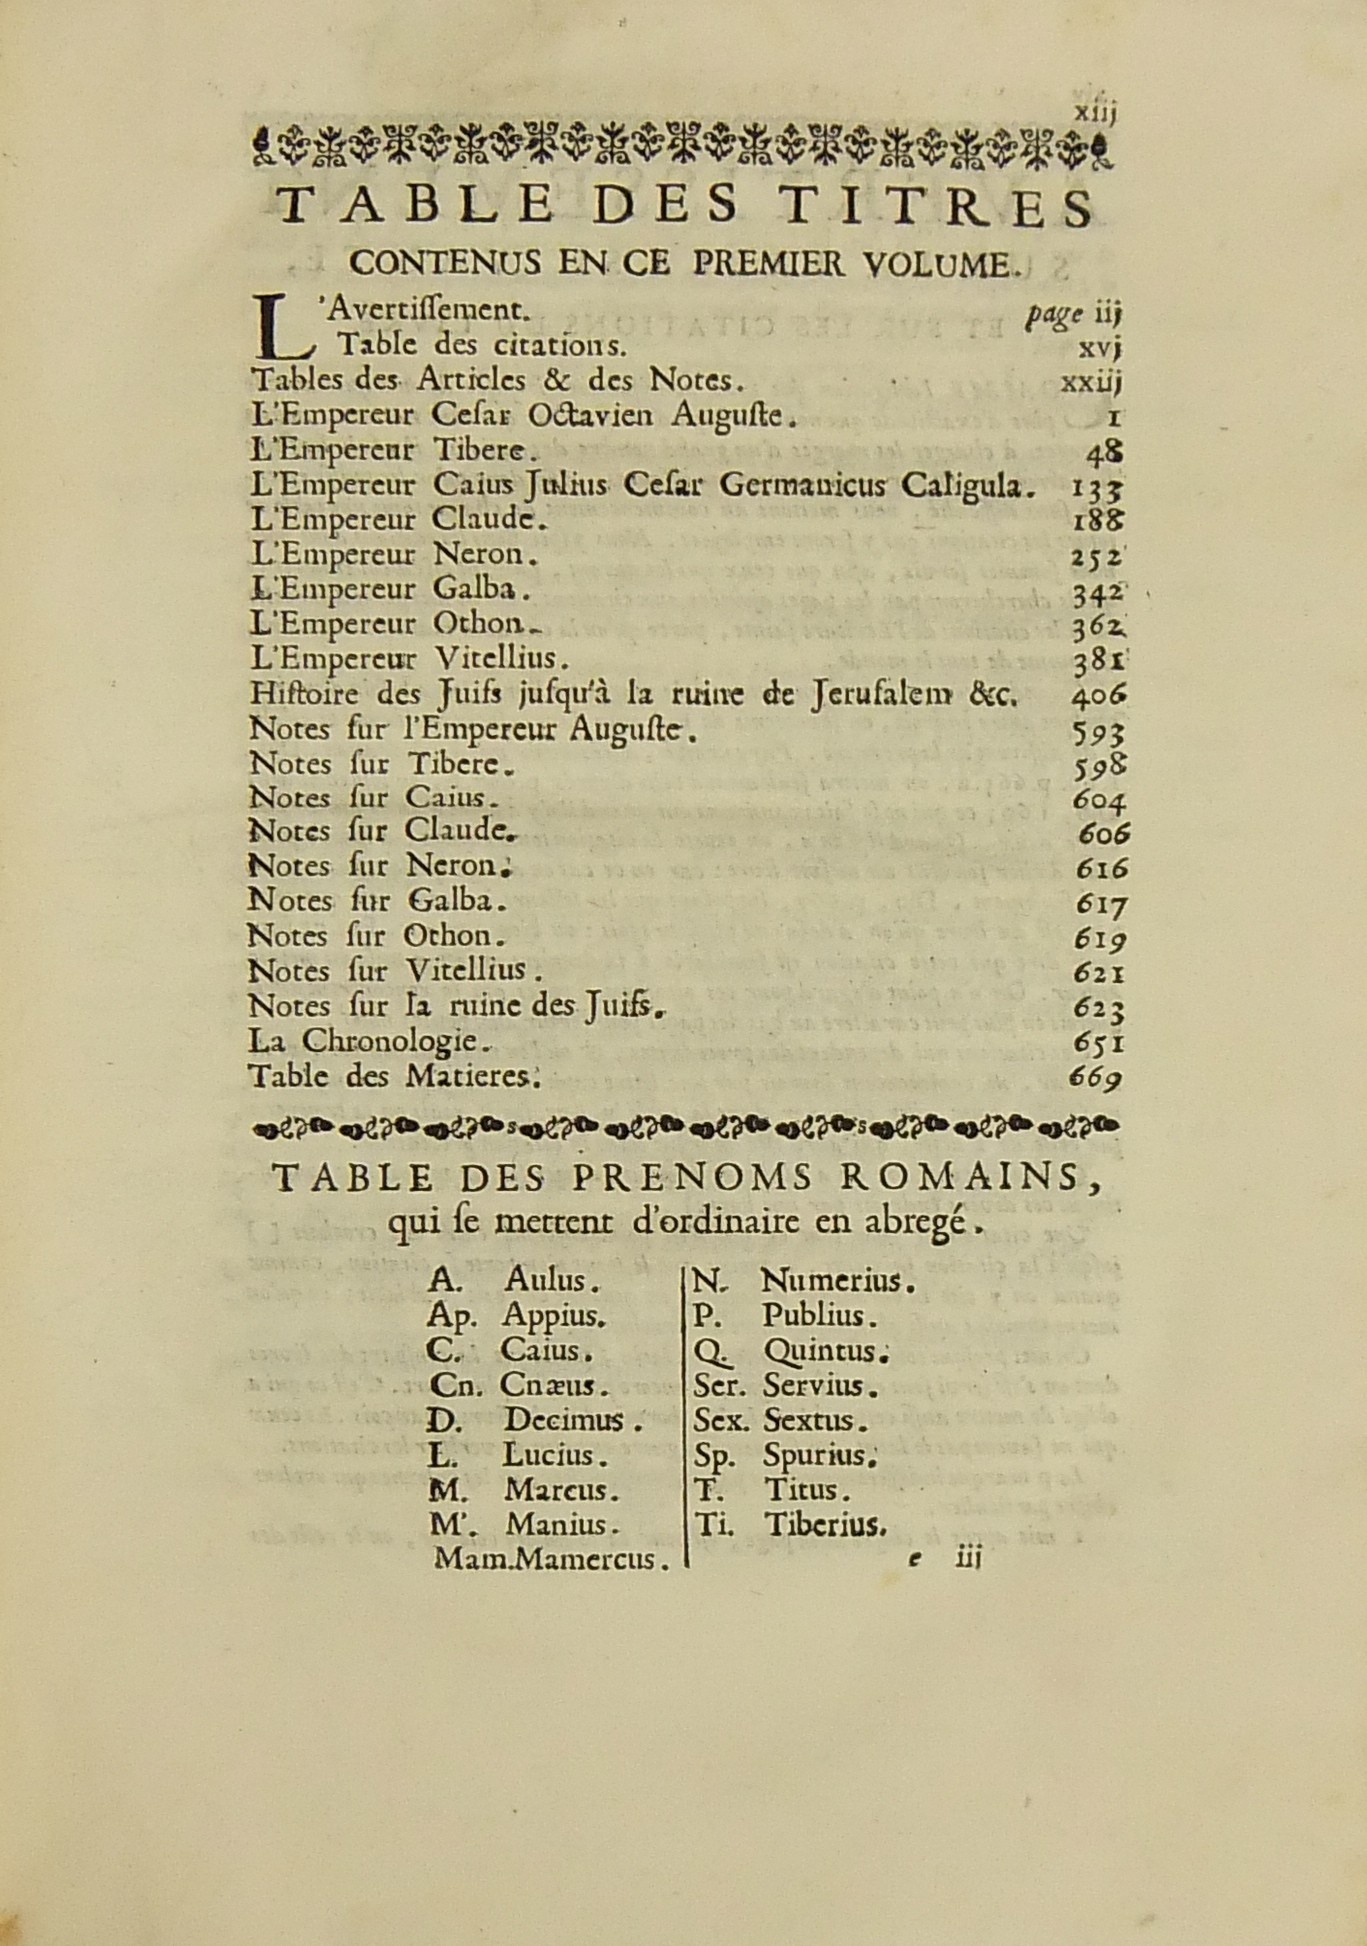 xiij
TABLE DES TITRES
CONTENUS EN CE PREMIER VOLUME.
L'Avertiſſement. page iij
Table des citations. xvj
Tables des Articles & des Notes. xxiij
L'Empereur Ceſar Octavien Auguſte. 1
L'Empereur Tibere. 48
L'Empereur Caius Julius Ceſar Germanicus Caligula. 133
L'Empereur Claude. 188
L'Empereur Neron. 252
L'Empereur Galba. 342
L'Empereur Othon. 362
L'Empereur Vitellius. 381
Hiſtoire des Juifs juſqu'à la ruine de Jeruſalem &c. 406
Notes ſur l'Empereur Auguſte. 593
Notes ſur Tibere. 598
Notes ſur Caius. 604
Notes ſur Claude. 606
Notes ſur Neron. 616
Notes ſur Galba. 617
Notes ſur Othon. 619
Notes ſur Vitellius. 621
Notes ſur la ruine des Juifs. 623
La Chronologie. 651
Table des Matieres. 669
TABLE DES PRENOMS ROMAINS,
qui ſe mettent d'ordinaire en abregé.
A. Aulus.
Ap. Appius.
C. Caius.
Cn. Cnæus.
D. Decimus.
L. Lucius.
M. Marcus.
M'. Manius.
Mam. Mamercus.
N. Numerius.
P. Publius.
Q. Quintus.
Ser. Servius.
Sex. Sextus.
Sp. Spurius.
T. Titus.
Ti. Tiberius.
e iij